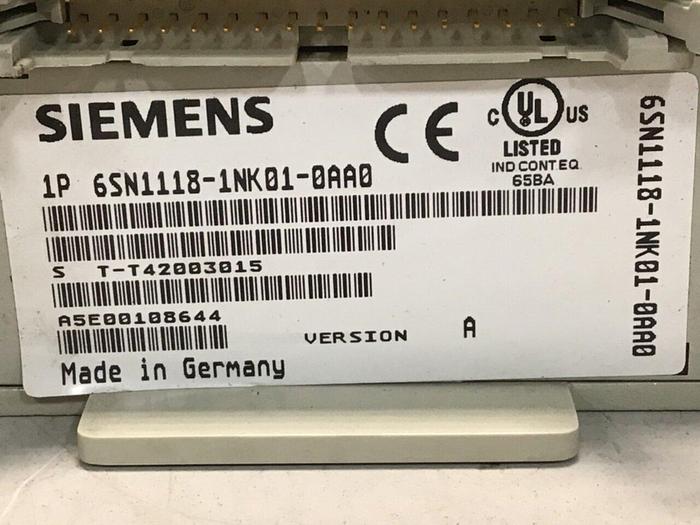 SIEMENS
CE
C UL US
LISTED
IND CONT EQ
65BA
1P 6SN1118-1NK01-0AA0
S T-T42003015
A5E00108644
VERSION A
Made in Germany
6SN1118-1NK01-0AA0